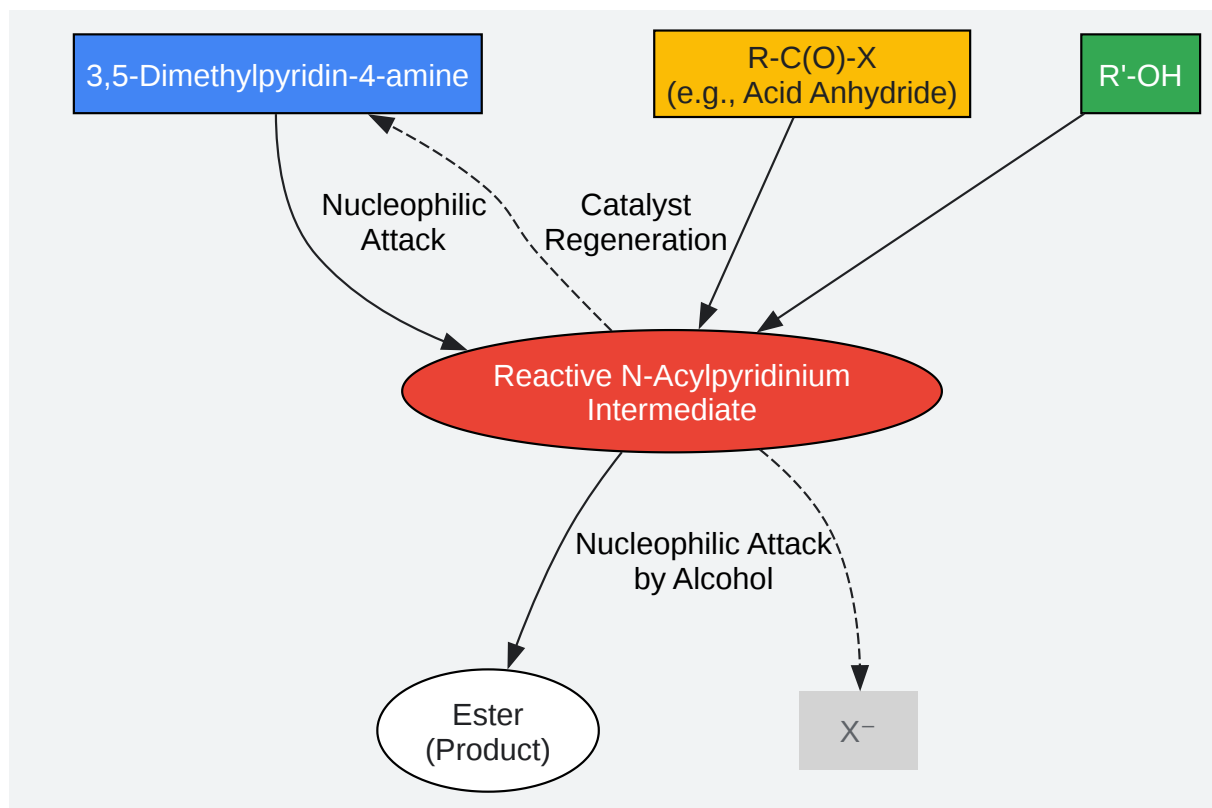 3,5-Dimethylpyridin-4-amine
R-C(O)-X
(e.g., Acid Anhydride)
R'-OH
Nucleophilic
Attack
Catalyst
Regeneration
Reactive N-Acylpyridinium
Intermediate
Nucleophilic Attack
by Alcohol
Ester
(Product)
X⁻